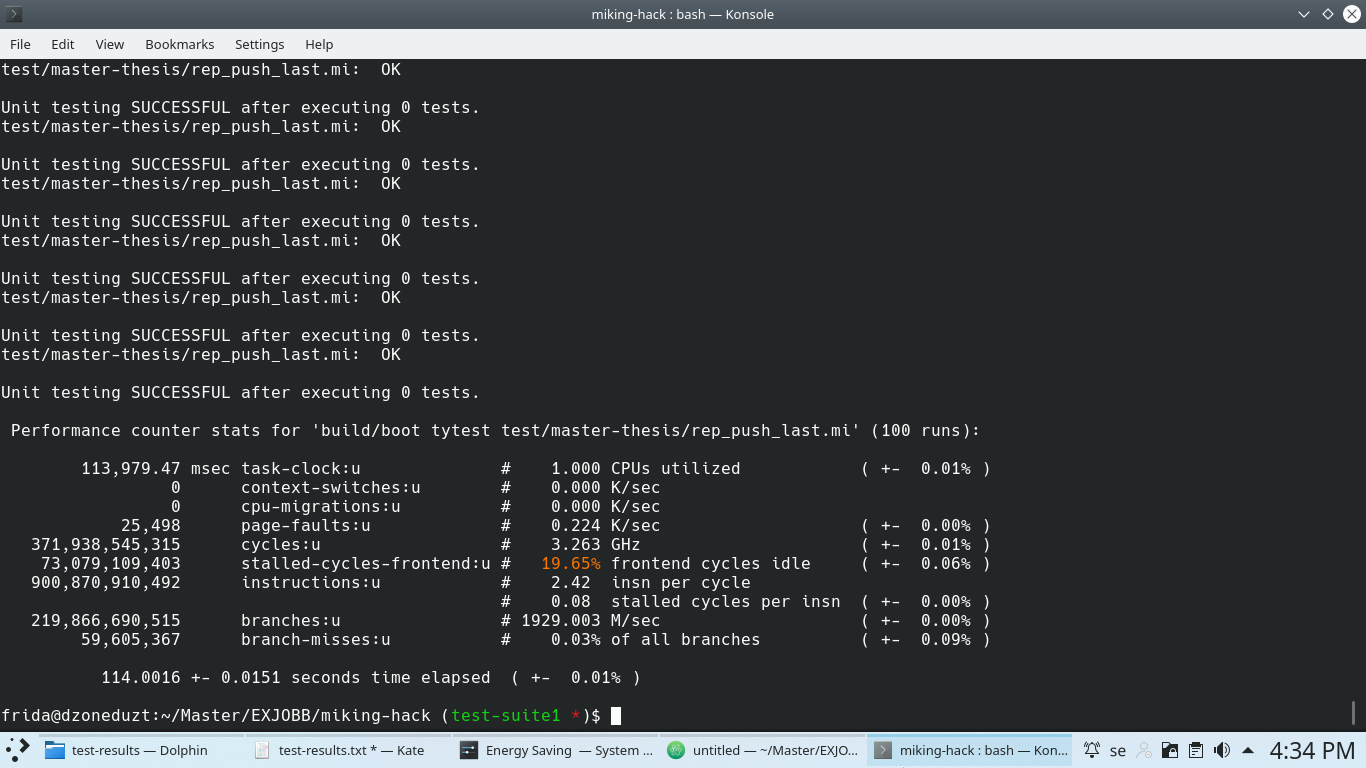 miking-hack : bash — Konsole
File Edit View Bookmarks Settings Help
test/master-thesis/rep_push_last.mi:  OK
Unit testing SUCCESSFUL after executing 0 tests.
test/master-thesis/rep_push_last.mi:  OK
Unit testing SUCCESSFUL after executing 0 tests.
test/master-thesis/rep_push_last.mi:  OK
Unit testing SUCCESSFUL after executing 0 tests.
test/master-thesis/rep_push_last.mi:  OK
Unit testing SUCCESSFUL after executing 0 tests.
test/master-thesis/rep_push_last.mi:  OK
Unit testing SUCCESSFUL after executing 0 tests.
test/master-thesis/rep_push_last.mi:  OK
Unit testing SUCCESSFUL after executing 0 tests.
Performance counter stats for 'build/boot tytest test/master-thesis/rep_push_last.mi' (100 runs):
113,979.47 msec task-clock:u # 1.000 CPUs utilized ( +- 0.01% )
0 context-switches:u # 0.000 K/sec
0 cpu-migrations:u # 0.000 K/sec
25,498 page-faults:u # 0.224 K/sec ( +- 0.00% )
371,938,545,315 cycles:u # 3.263 GHz ( +- 0.01% )
73,079,109,403 stalled-cycles-frontend:u # 19.65% frontend cycles idle ( +- 0.06% )
900,870,910,492 instructions:u # 2.42 insn per cycle
# 0.08 stalled cycles per insn ( +- 0.00% )
219,866,690,515 branches:u # 1929.003 M/sec ( +- 0.00% )
59,605,367 branch-misses:u # 0.03% of all branches ( +- 0.09% )
114.0016 +- 0.0151 seconds time elapsed ( +- 0.01% )
frida@dzoneduzt:~/Master/EXJOBB/miking-hack (test-suite1 *)$
test-results — Dolphin test-results.txt * — Kate Energy Saving — System ... untitled — ~/Master/EXJO... miking-hack : bash — Kon... se 4:34 PM